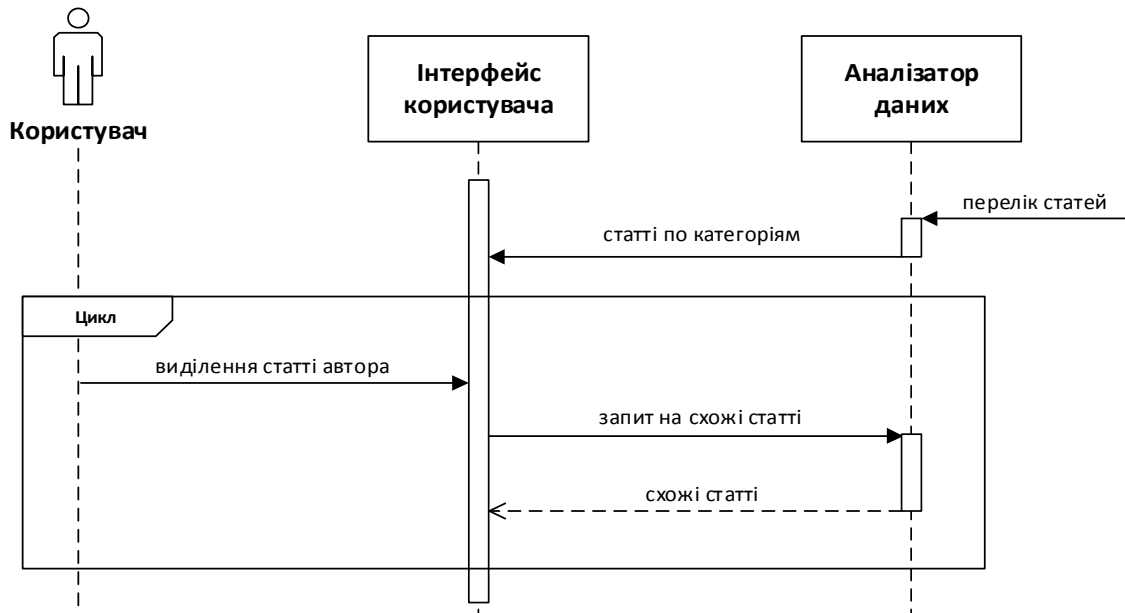 Користувач
Інтерфейс
користувача
Аналізатор
даних
перелік статей
статті по категоріям
Цикл
виділення статті автора
запит на схожі статті
схожі статті